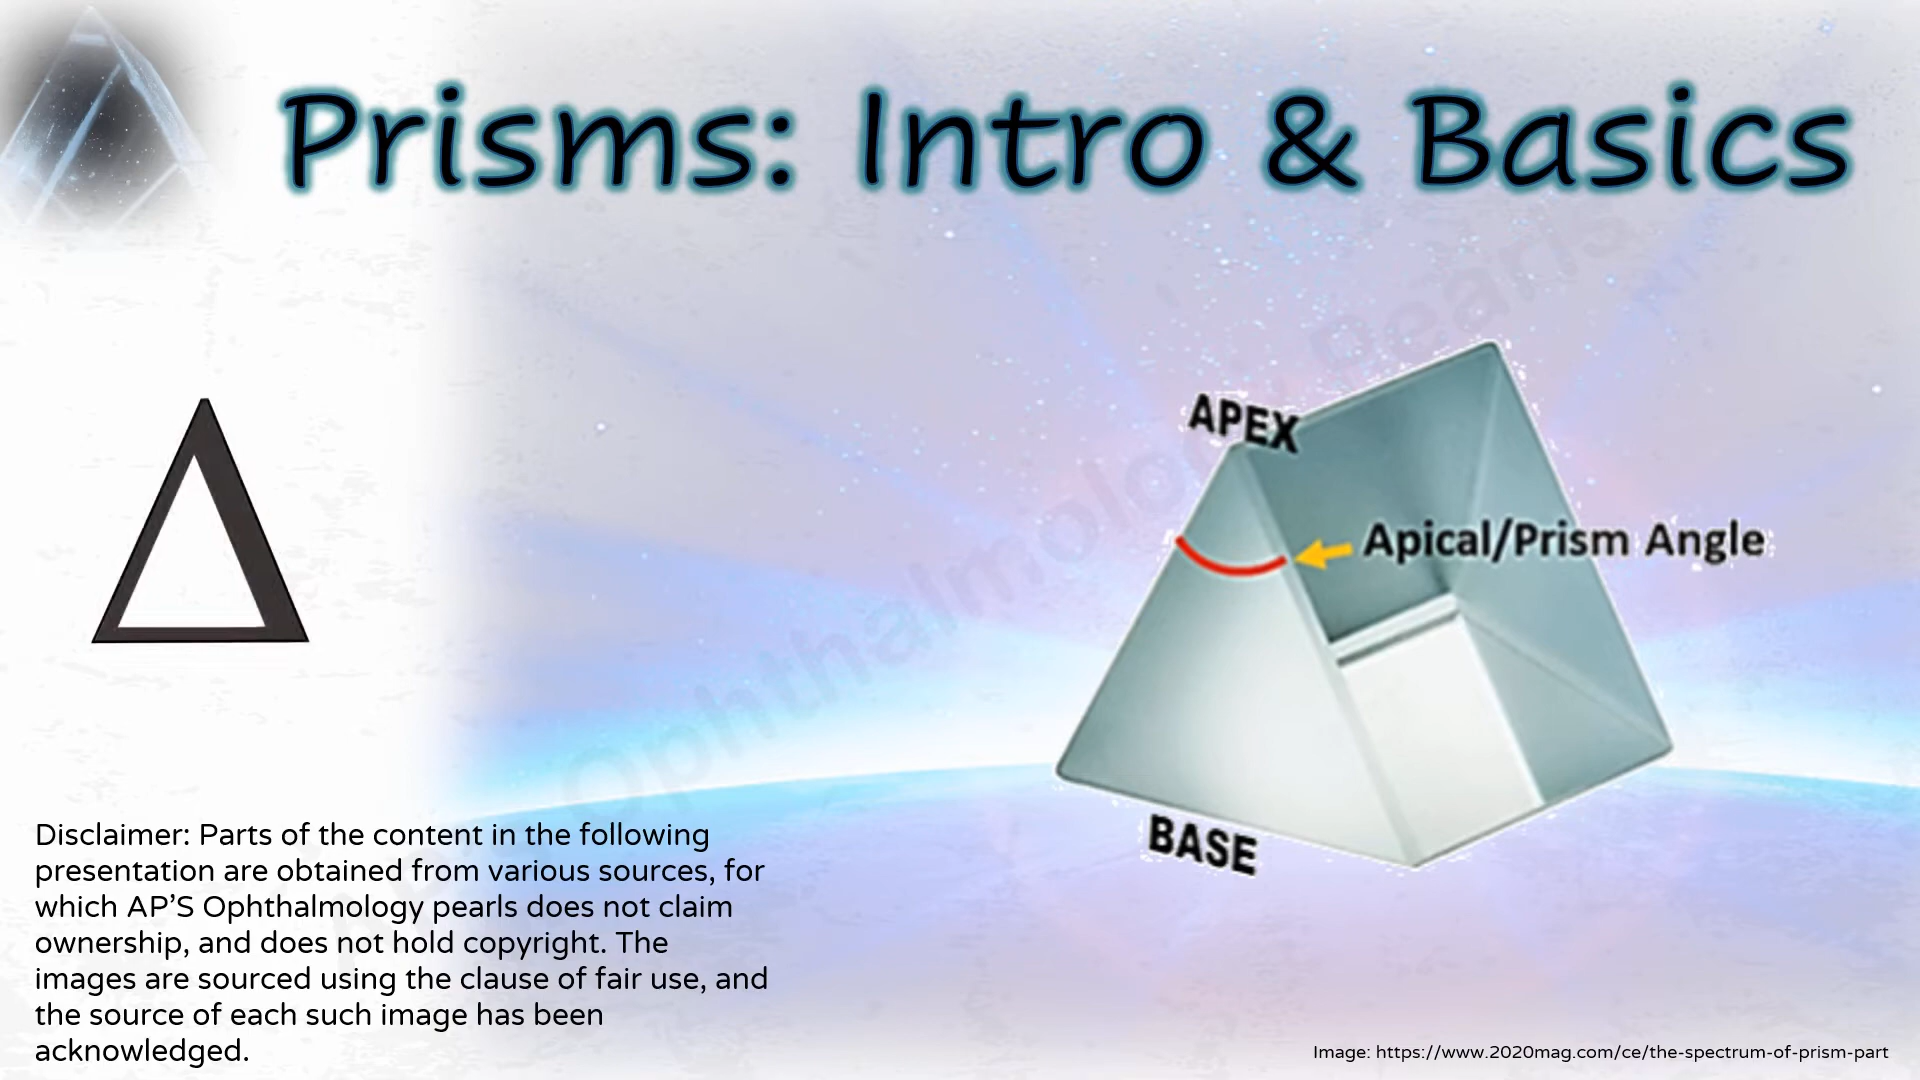 Prisms: Intro & Basics
APEX
Apical/Prism Angle
BASE
Δ
Disclaimer: Parts of the content in the following
presentation are obtained from various sources, for
which AP’S Ophthalmology pearls does not claim
ownership, and does not hold copyright. The
images are sourced using the clause of fair use, and
the source of each such image has been
acknowledged.
Image: https://www.2020mag.com/ce/the-spectrum-of-prism-part
Ophthalmology pearls